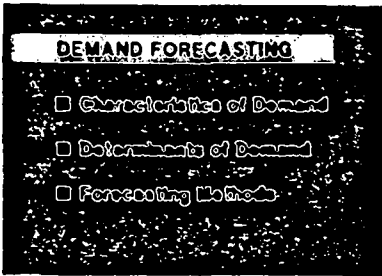 DEMAND FORECASTING
Characteristics of Demand
Determinants of Demand
Forecasting Methods